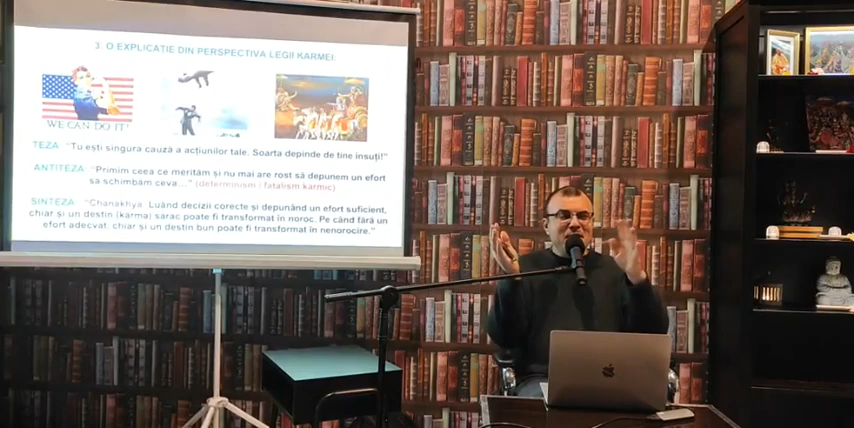 3. O EXPLICAȚIE DIN PERSPECTIVA LEGII KARMEI.
WE CAN DO IT!
TEZA: "Tu ești singura cauză a acțiunilor tale. Soarta depinde de tine însuți!"
ANTITEZA: "Primim ceea ce merităm și nu mai are rost să depunem un efort
să schimbăm ceva..." (determinism / fatalism karmic)
SINTEZA: "Chanakhya: Luând decizii corecte și depunând un efort suficient,
chiar și un destin (karma) sarac poate fi transformat în noroc. Pe când fără un
efort adecvat, chiar și un destin bun poate fi transformat în nenorocire."